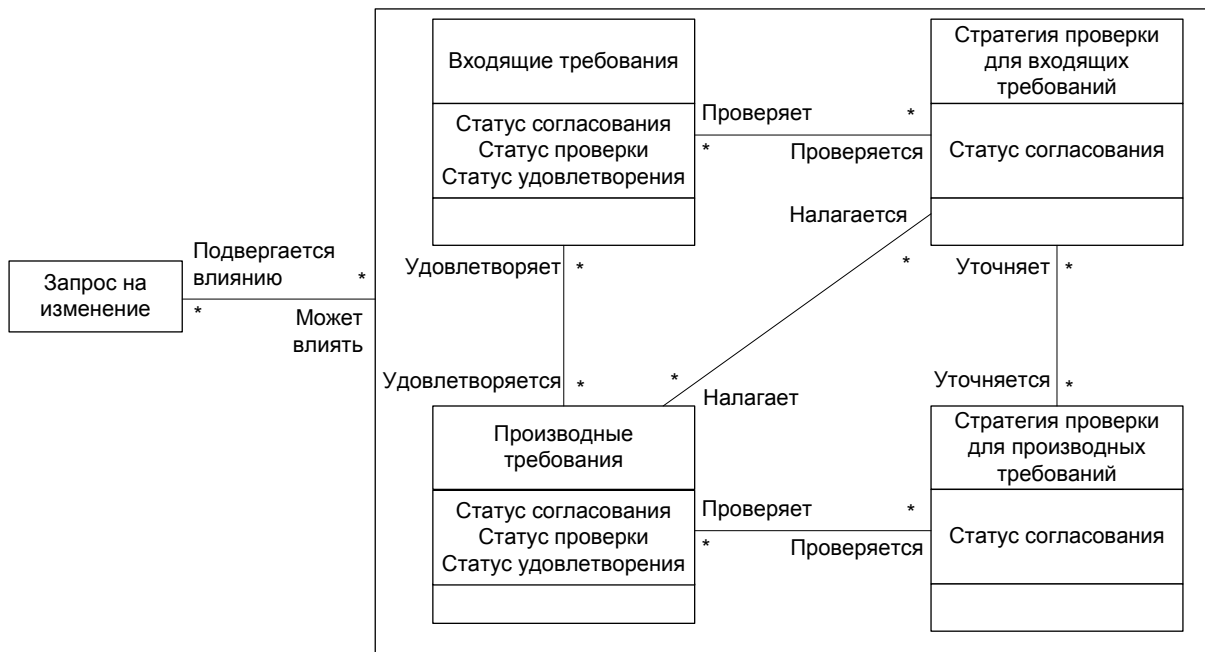 Запрос на
изменение
Подвергается
влиянию
*
*
Может
влиять
Входящие требования
Статус согласования
Статус проверки
Статус удовлетворения
Проверяет
*
*
Проверяется
Стратегия проверки
для входящих
требований
Статус согласования
Налагается
*
Удовлетворяет
*
Уточняет
*
Удовлетворяется
*
*
Налагает
Уточняется
*
Производные
требования
Статус согласования
Статус проверки
Статус удовлетворения
Проверяет
*
*
Проверяется
Стратегия проверки
для производных
требований
Статус согласования